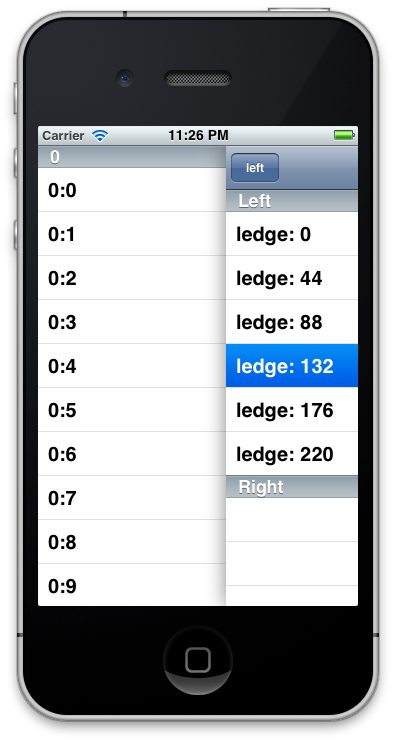 Carrier 11:26 PM
0
0:0
0:1
0:2
0:3
0:4
0:5
0:6
0:7
0:8
0:9
left
Left
ledge: 0
ledge: 44
ledge: 88
ledge: 132
ledge: 176
ledge: 220
Right